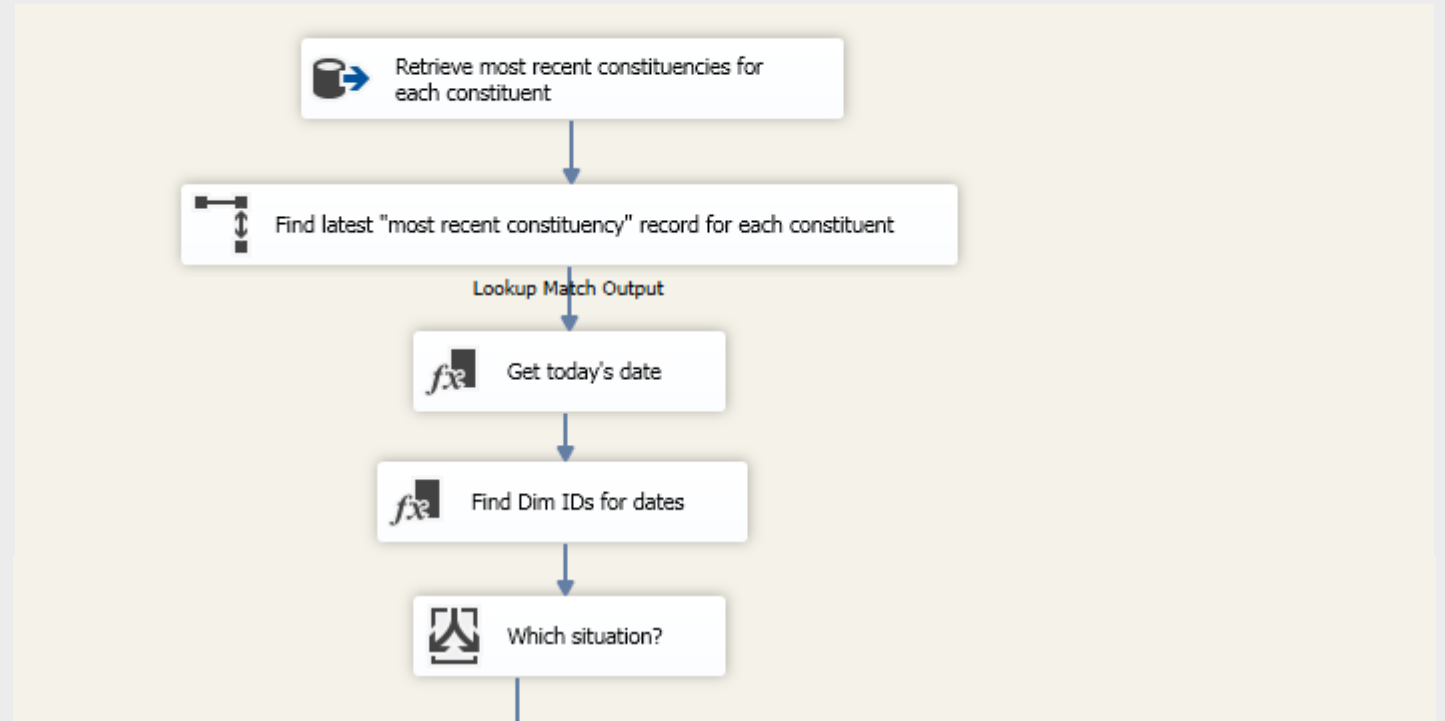 Retrieve most recent constituencies for
each constituent
Find latest "most recent constituency" record for each constituent
Lookup Match Output
Get today's date
Find Dim IDs for dates
Which situation?